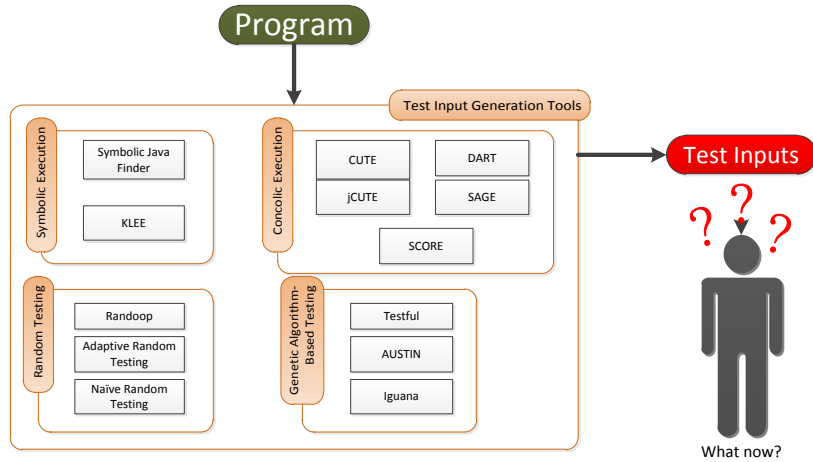 Program
Test Input Generation Tools
Symbolic Execution
Symbolic Java
Finder
KLEE
Concolic Execution
CUTE
DART
jCUTE
SAGE
SCORE
Test Inputs
? ? ?
Random Testing
Randoop
Adaptive Random
Testing
Naïve Random
Testing
Genetic Algorithm-
Based Testing
Testful
AUSTIN
Iguana
What now?